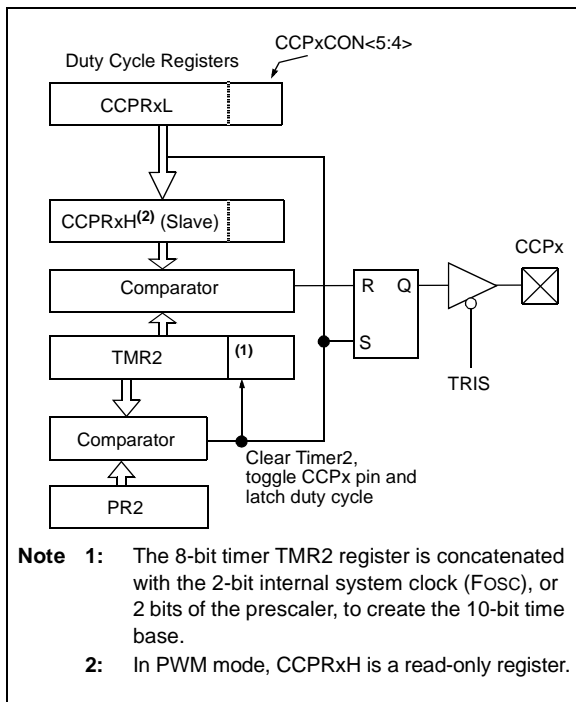 CCPxCON<5:4>
Duty Cycle Registers
CCPRxL
CCPRxH(2) (Slave)
CCPx
Comparator
R Q
(1)
TMR2
S
TRIS
Comparator
Clear Timer2,
toggle CCPx pin and
latch duty cycle
PR2
Note 1: The 8-bit timer TMR2 register is concatenated
with the 2-bit internal system clock (FOSC), or
2 bits of the prescaler, to create the 10-bit time
base.
2: In PWM mode, CCPRxH is a read-only register.